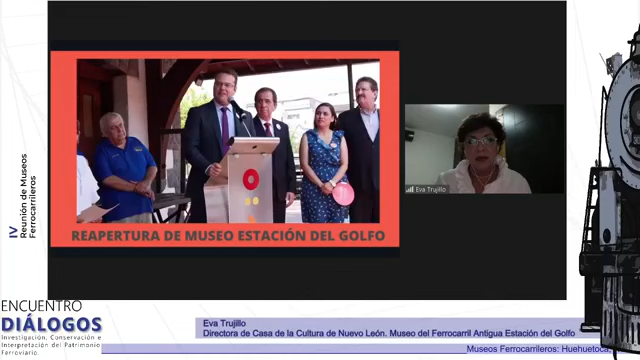 REAPERTURA DE MUSEO ESTACIÓN DEL GOLFO
Eva Trujillo
IV
Reunión de Museos
Ferrocarrileros
ENCUENTRO
DIÁLOGOS
Investigación, Conservación e
Interpretación del Patrimonio
Ferroviario.
Eva Trujillo
Directora de Casa de la Cultura de Nuevo León. Museo del Ferrocarril Antigua Estación del Golfo
Museos Ferrocarrileros: Huehuetoca,